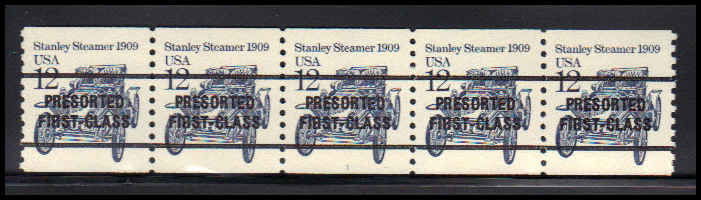 Stanley Steamer 1909 Stanley Steamer 1909 Stanley Steamer 1909 Stanley Steamer 1909 Stanley Steamer 1909
USA USA USA USA USA
12 12 12 12 12
PRESORTED PRESORTED PRESORTED PRESORTED PRESORTED
FIRST-CLASS FIRST-CLASS FIRST-CLASS FIRST-CLASS FIRST-CLASS
1